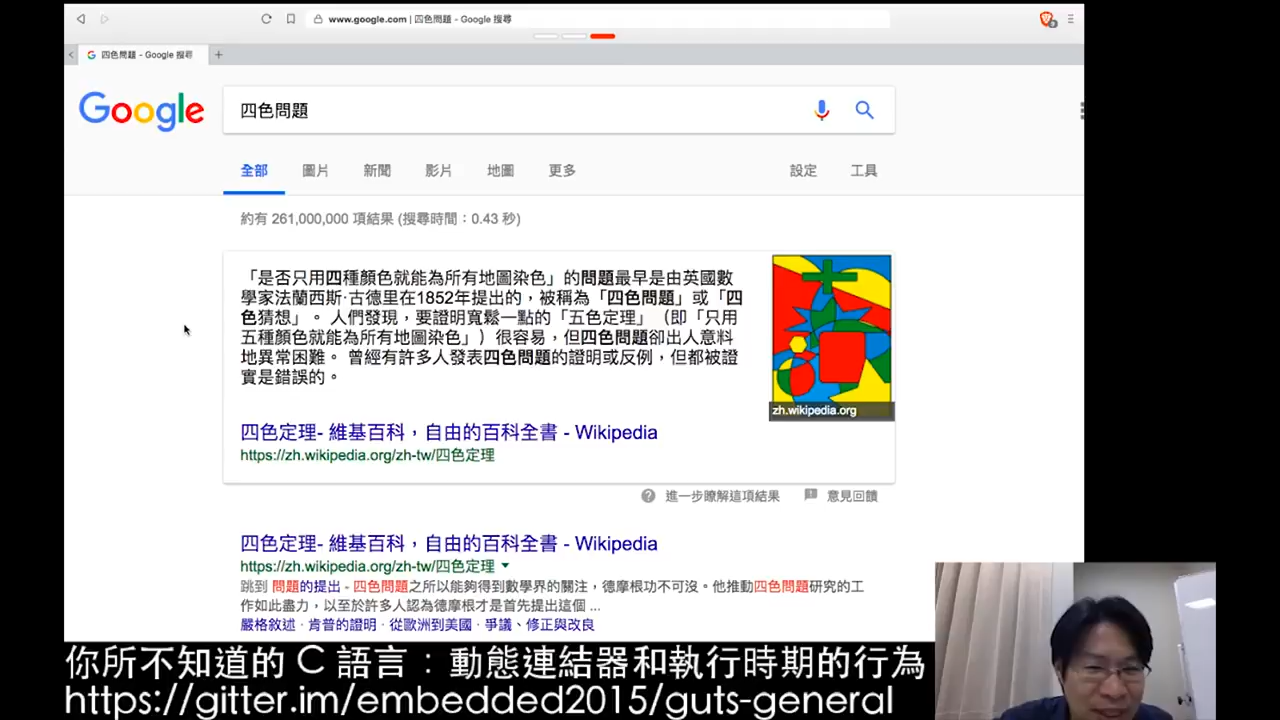 www.google.com | 四色問題 - Google 搜尋
四色問題 - Google 搜尋
Google
四色問題
全部 圖片 新聞 影片 地圖 更多 設定 工具
約有 261,000,000 項結果 (搜尋時間：0.43 秒)
「是否只用四種顏色就能為所有地圖染色」的問題最早是由英國數
學家法蘭西斯·古德里在1852年提出的，被稱為「四色問題」或「四
色猜想」。 人們發現，要證明寬鬆一點的「五色定理」（即「只用
五種顏色就能為所有地圖染色」）很容易，但四色問題卻出人意料
地異常困難。 曾經有許多人發表四色問題的證明或反例，但都被證
實是錯誤的。
zh.wikipedia.org
四色定理- 維基百科，自由的百科全書 - Wikipedia
https://zh.wikipedia.org/zh-tw/四色定理
進一步瞭解這項結果 意見回饋
四色定理- 維基百科，自由的百科全書 - Wikipedia
https://zh.wikipedia.org/zh-tw/四色定理
跳到 問題的提出 - 四色問題之所以能夠得到數學界的關注，德摩根功不可沒。他推動四色問題研究的工
作如此盡力，以至於許多人認為德摩根才是首先提出這個 ...
嚴格敘述 · 肯普的證明 · 從歐洲到美國 · 爭議、修正與改良
你所不知道的 C 語言：動態連結器和執行時期的行為
https://gitter.im/embedded2015/guts-general